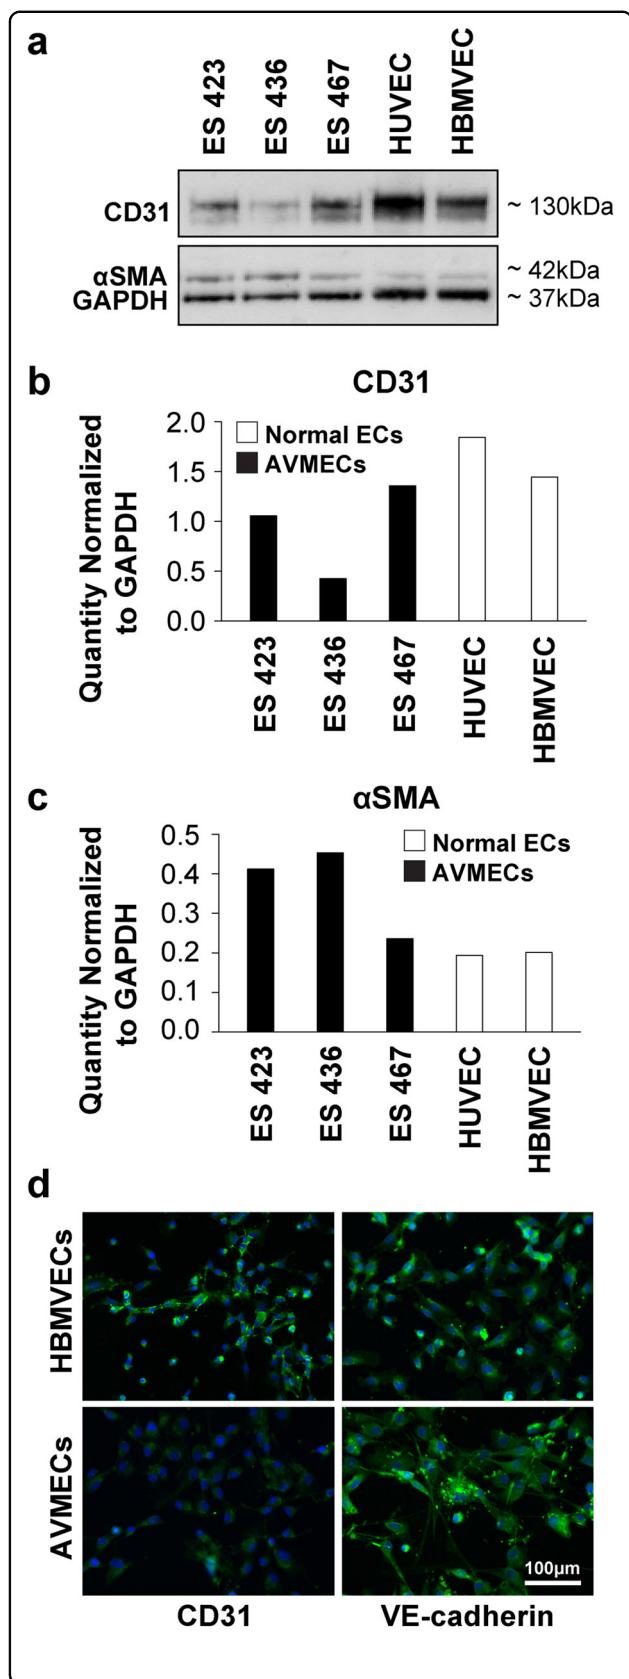 a
ES 423
ES 436
ES 467
HUVEC
HBMVEC
CD31
~ 130kDa
αSMA
~ 42kDa
GAPDH
~ 37kDa
b
CD31
Quantity Normalized
to GAPDH
2.0
1.5
1.0
0.5
0.0
Normal ECs
AVMECs
ES 423
ES 436
ES 467
HUVEC
HBMVEC
c
αSMA
Quantity Normalized
to GAPDH
0.5
0.4
0.3
0.2
0.1
0.0
Normal ECs
AVMECs
ES 423
ES 436
ES 467
HUVEC
HBMVEC
d
HBMVECs
AVMECs
100µm
CD31
VE-cadherin